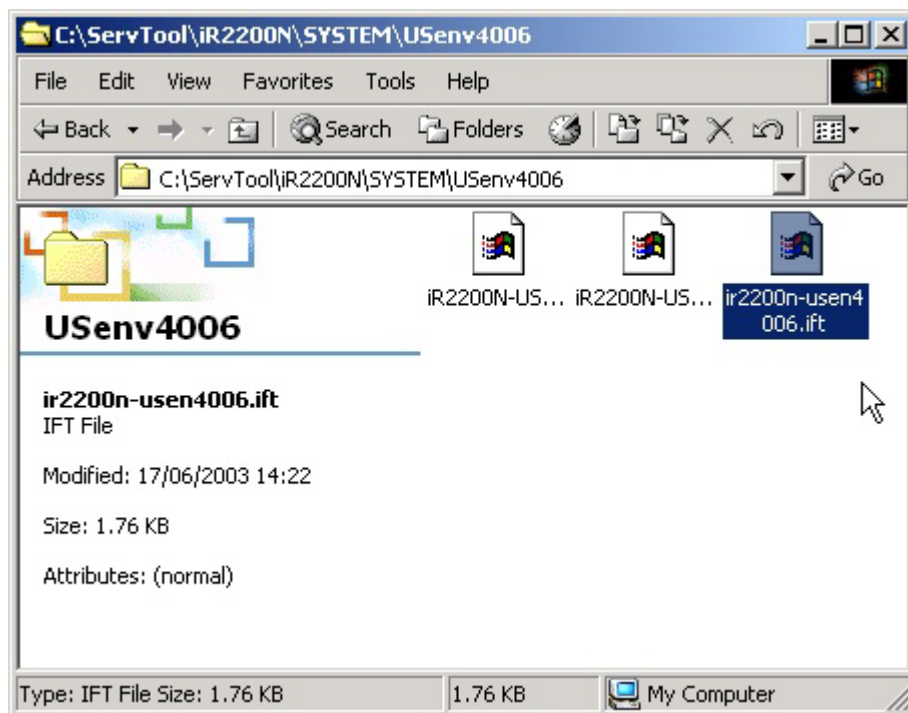 C:\ServTool\iR2200N\SYSTEM\USenv4006
File Edit View Favorites Tools Help
Back Search Folders
Address C:\ServTool\iR2200N\SYSTEM\USenv4006 Go
iR2200N-US... iR2200N-US... ir2200n-usen4
006.ift
USenv4006
ir2200n-usen4006.ift
IFT File
Modified: 17/06/2003 14:22
Size: 1.76 KB
Attributes: (normal)
Type: IFT File Size: 1.76 KB 1.76 KB My Computer